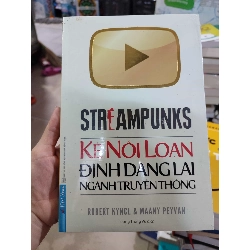 STREAMPUNKS
KẺ NỔI LOẠN
ĐỊNH DẠNG LẠI
NGÀNH TRUYỀN THÔNG
ROBERT KYNCL & MAANY PEYVAN